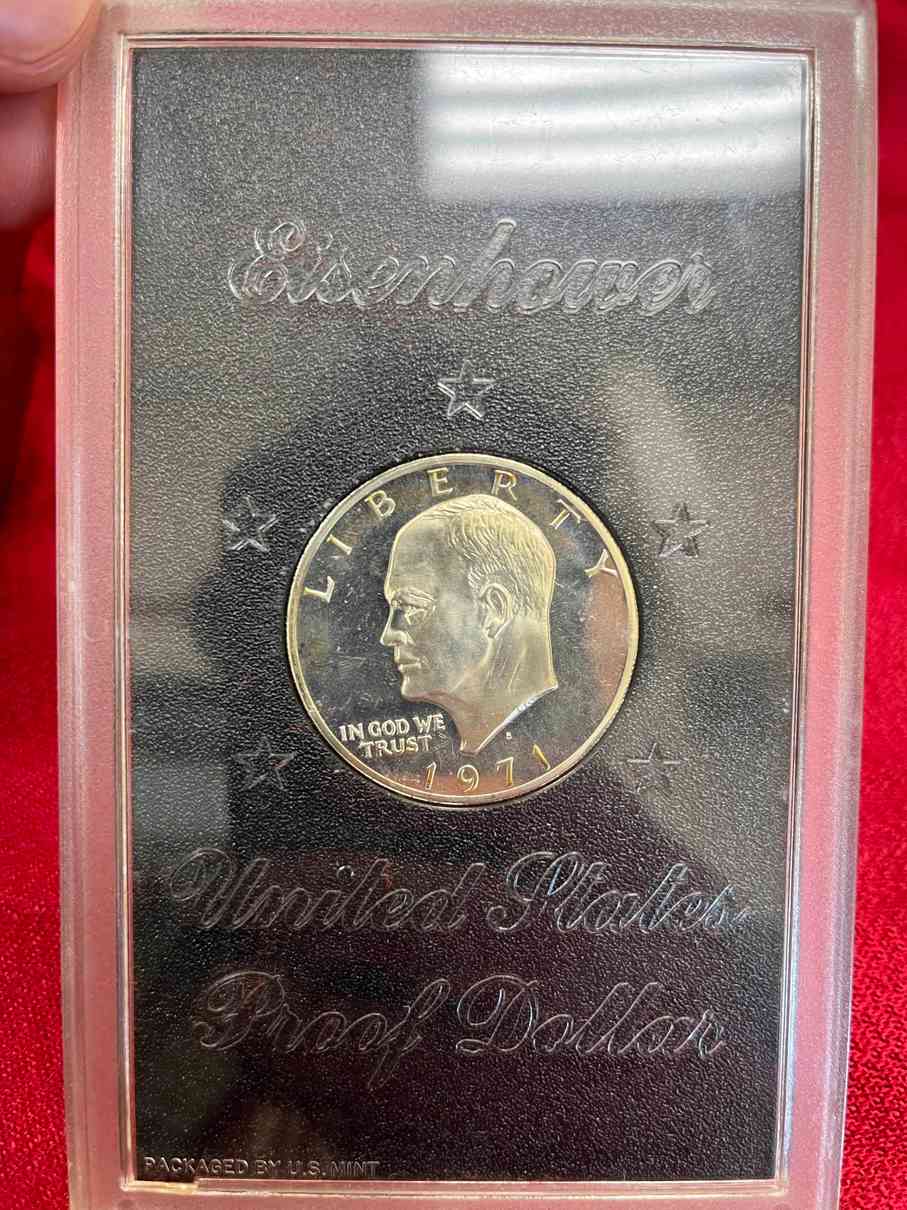 Eisenhower
LIBERTY
IN GOD WE
TRUST
1971
United States
Proof Dollar
PACKAGED BY U.S. MINT